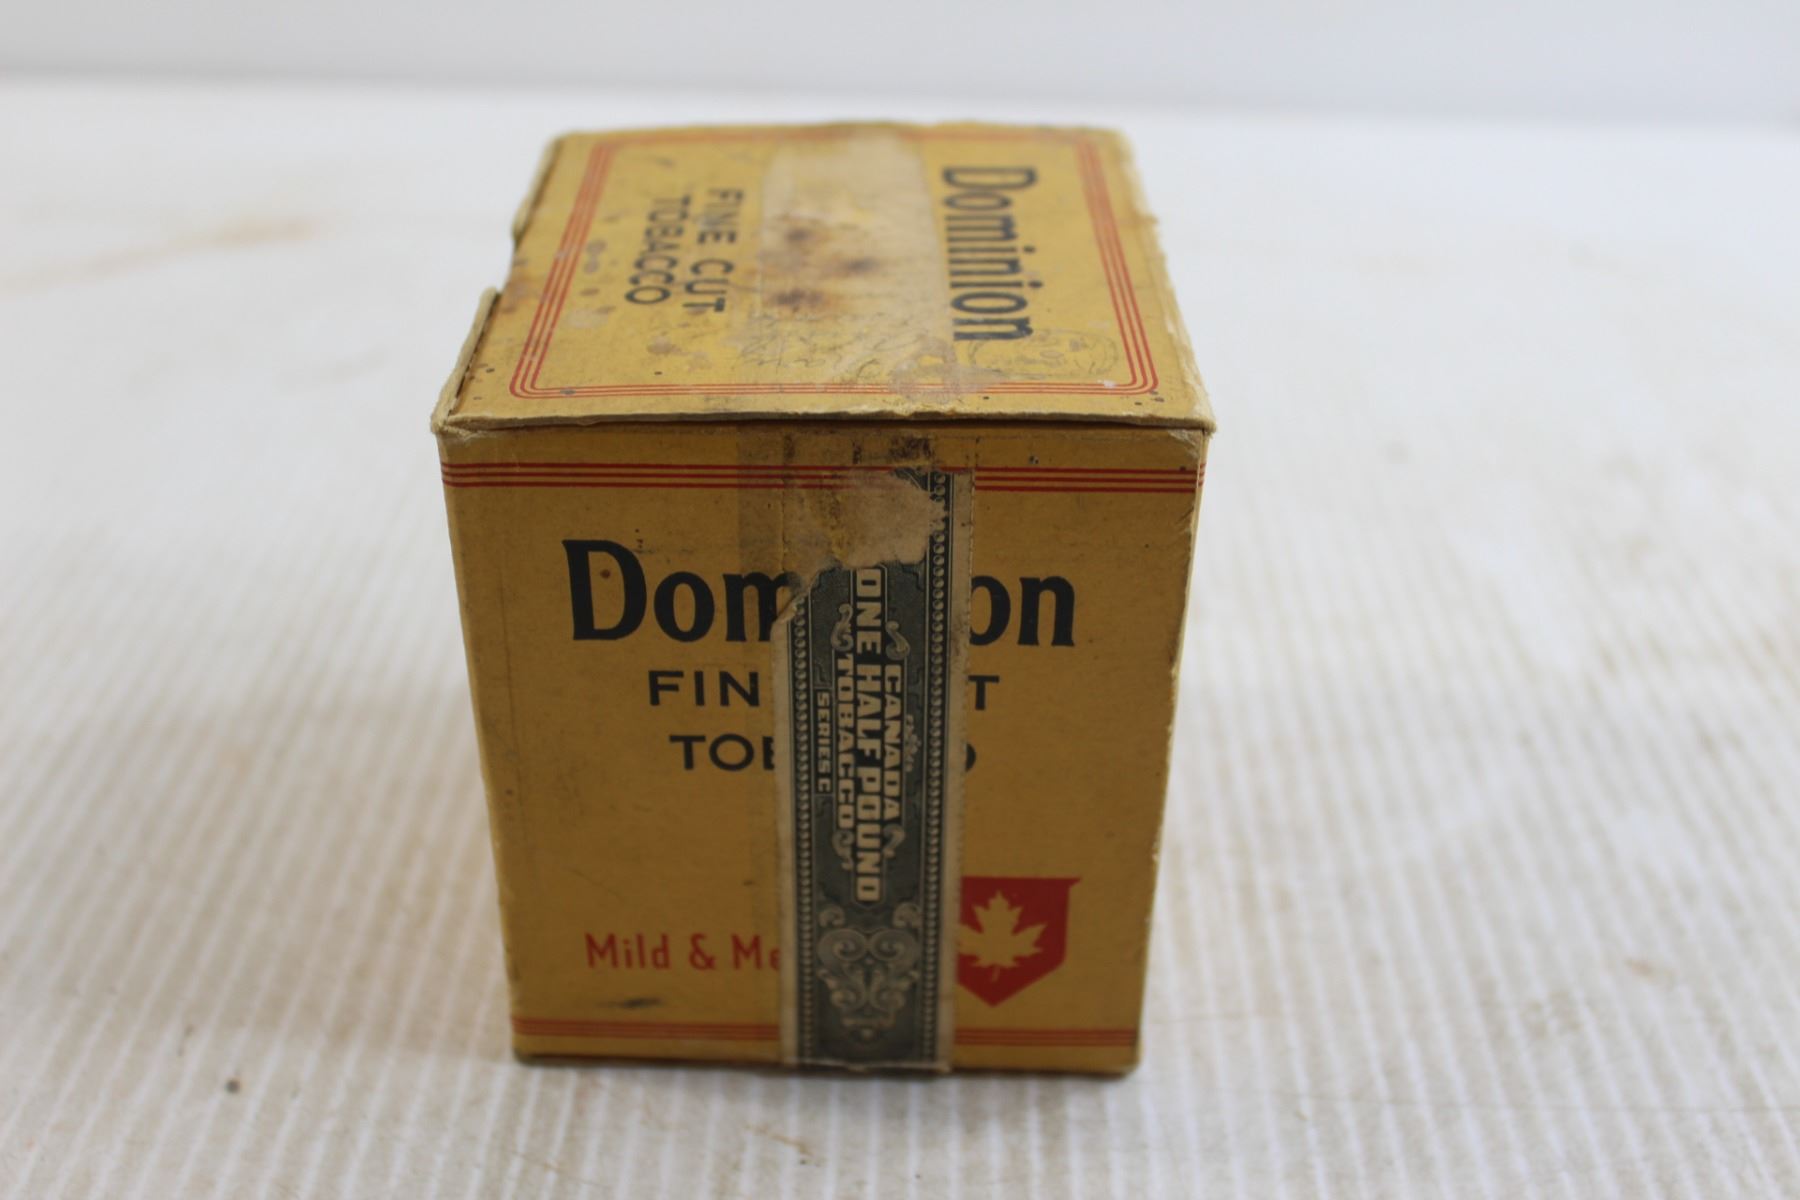 Dominion
FINE CUT
TOBACCO
Dom on
FIN T
TO
Mild & Me
CANADA
ONE HALF POUND
TOBACCO
SERIES C